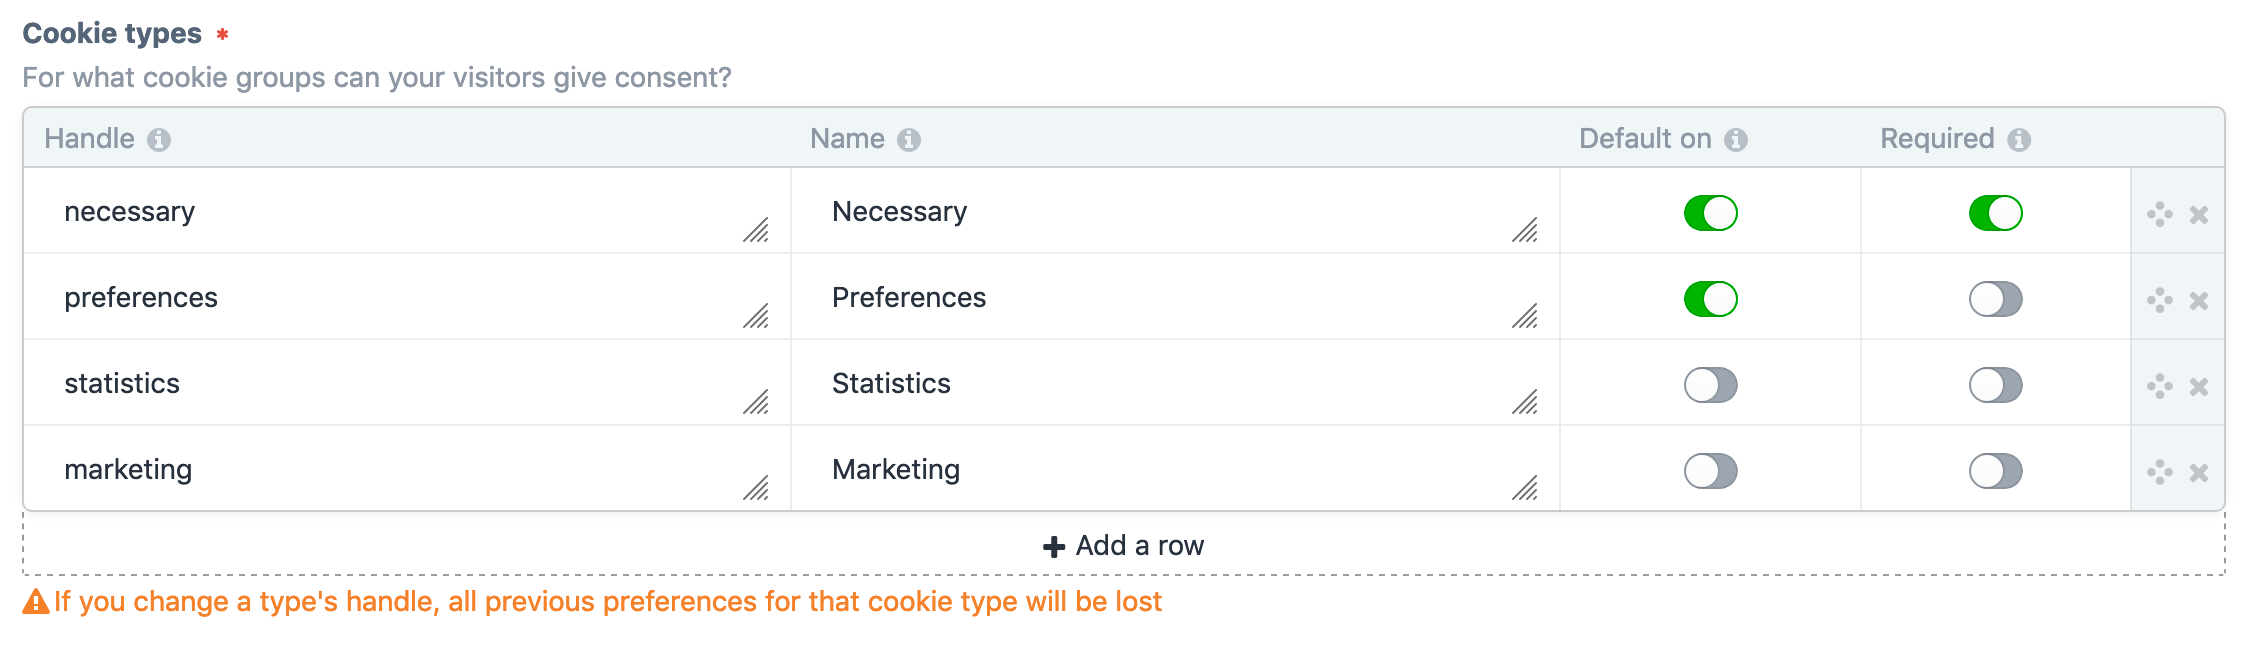 Cookie types *
For what cookie groups can your visitors give consent?
Handle Name Default on Required
necessary Necessary
preferences Preferences
statistics Statistics
marketing Marketing
Add a row
If you change a type's handle, all previous preferences for that cookie type will be lost